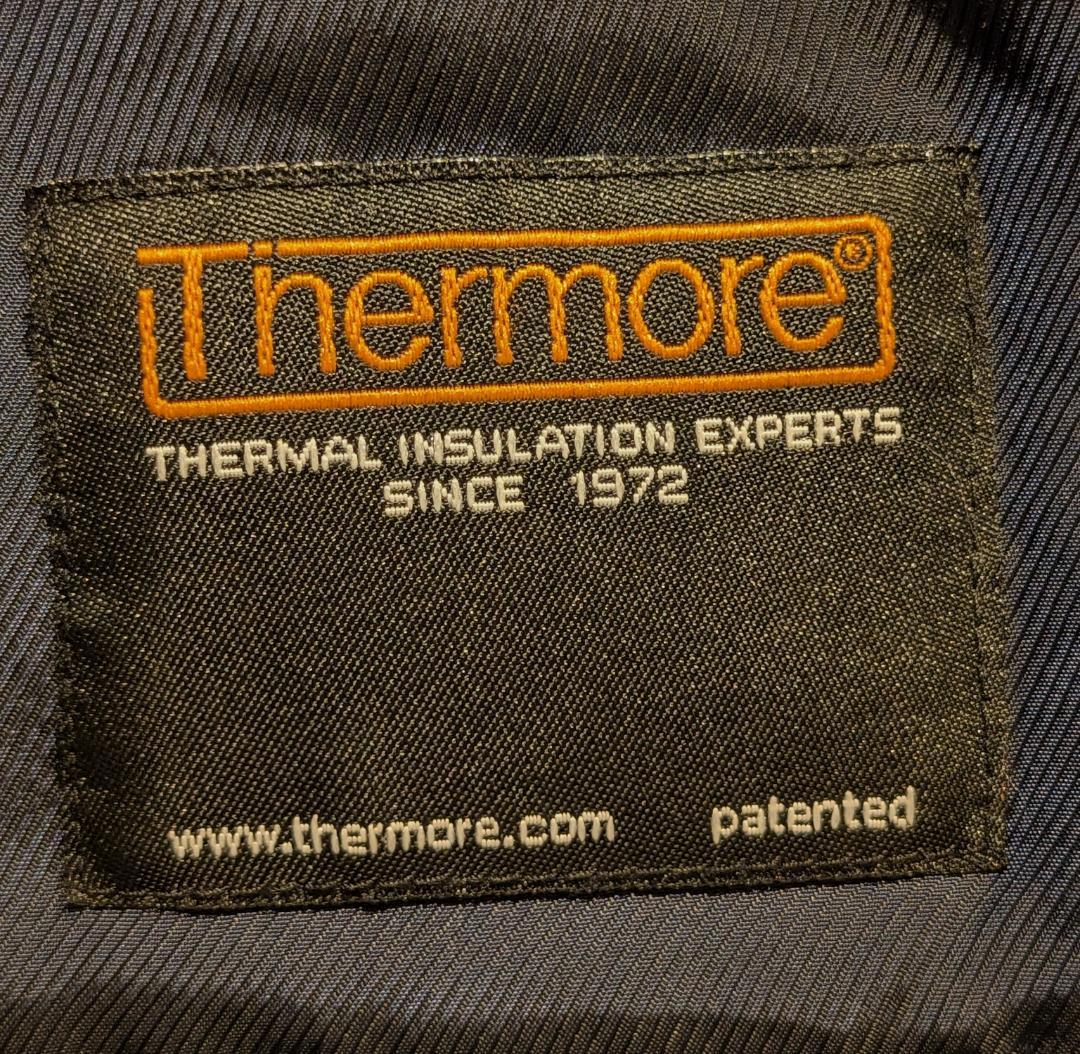 Thermore®
THERMAL INSULATION EXPERTS
SINCE 1972
www.thermore.com patented